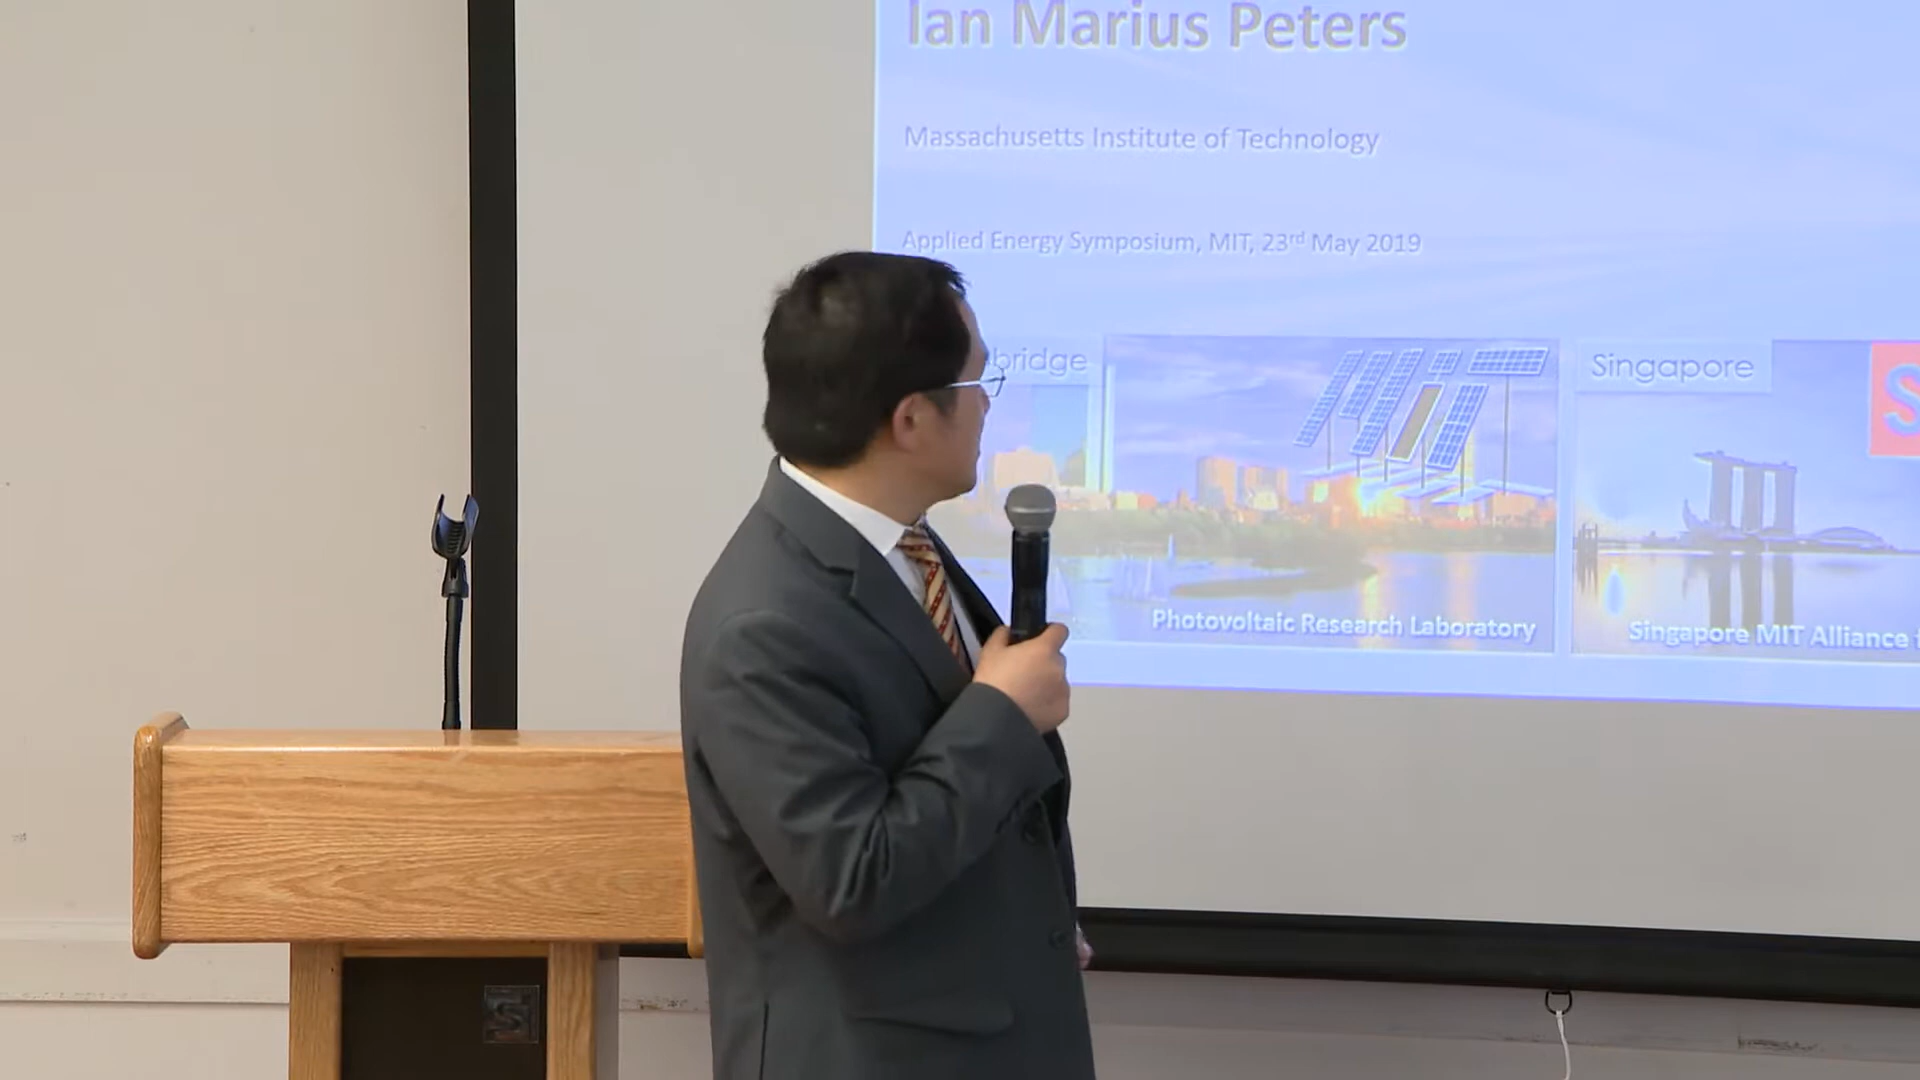 Ian Marius Peters
Massachusetts Institute of Technology
Applied Energy Symposium, MIT, 23rd May 2019
bridge
Singapore
S
Photovoltaic Research Laboratory
Singapore MIT Alliance